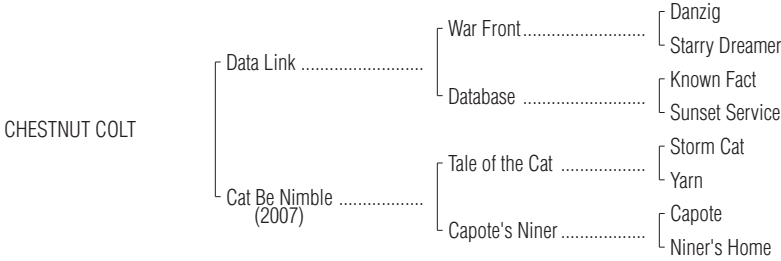 Danzig
War Front.........................
Starry Dreamer
Data Link .........................
Known Fact
Database .........................
Sunset Service
CHESTNUT COLT
Storm Cat
Tale of the Cat .................
Yarn
Cat Be Nimble .................
(2007)
Capote
Capote's Niner.................
Niner's Home